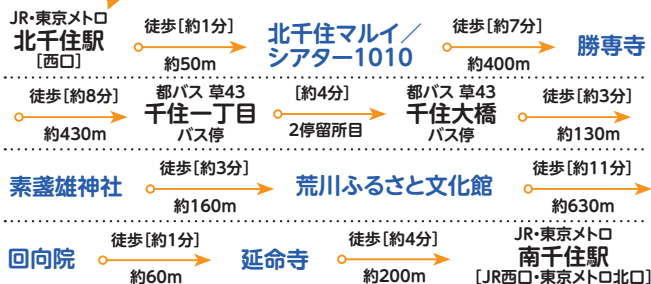 JR・東京メトロ
北千住駅
[西口]
徒歩[約1分]
約50m
北千住マルイ／
シアター1010
徒歩[約7分]
約400m
勝専寺
徒歩[約8分]
約430m
都バス 草43
千住一丁目
バス停
[約4分]
2停留所目
都バス 草43
千住大橋
バス停
徒歩[約3分]
約130m
素盞雄神社
徒歩[約3分]
約160m
荒川ふるさと文化館
徒歩[約11分]
約630m
回向院
徒歩[約1分]
約60m
延命寺
徒歩[約4分]
約200m
JR・東京メトロ
南千住駅
[JR西口・東京メトロ北口]